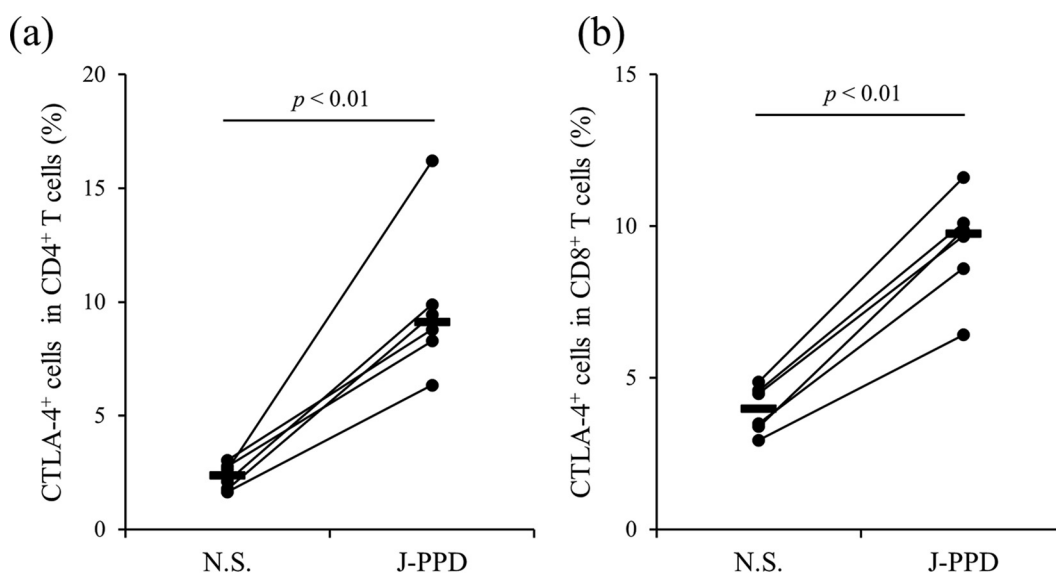 (a)
CTLA-4⁺ cells in CD4⁺ T cells (%)
20
15
10
5
0
p < 0.01
N.S.
J-PPD
(b)
CTLA-4⁺ cells in CD8⁺ T cells (%)
15
10
5
0
p < 0.01
N.S.
J-PPD